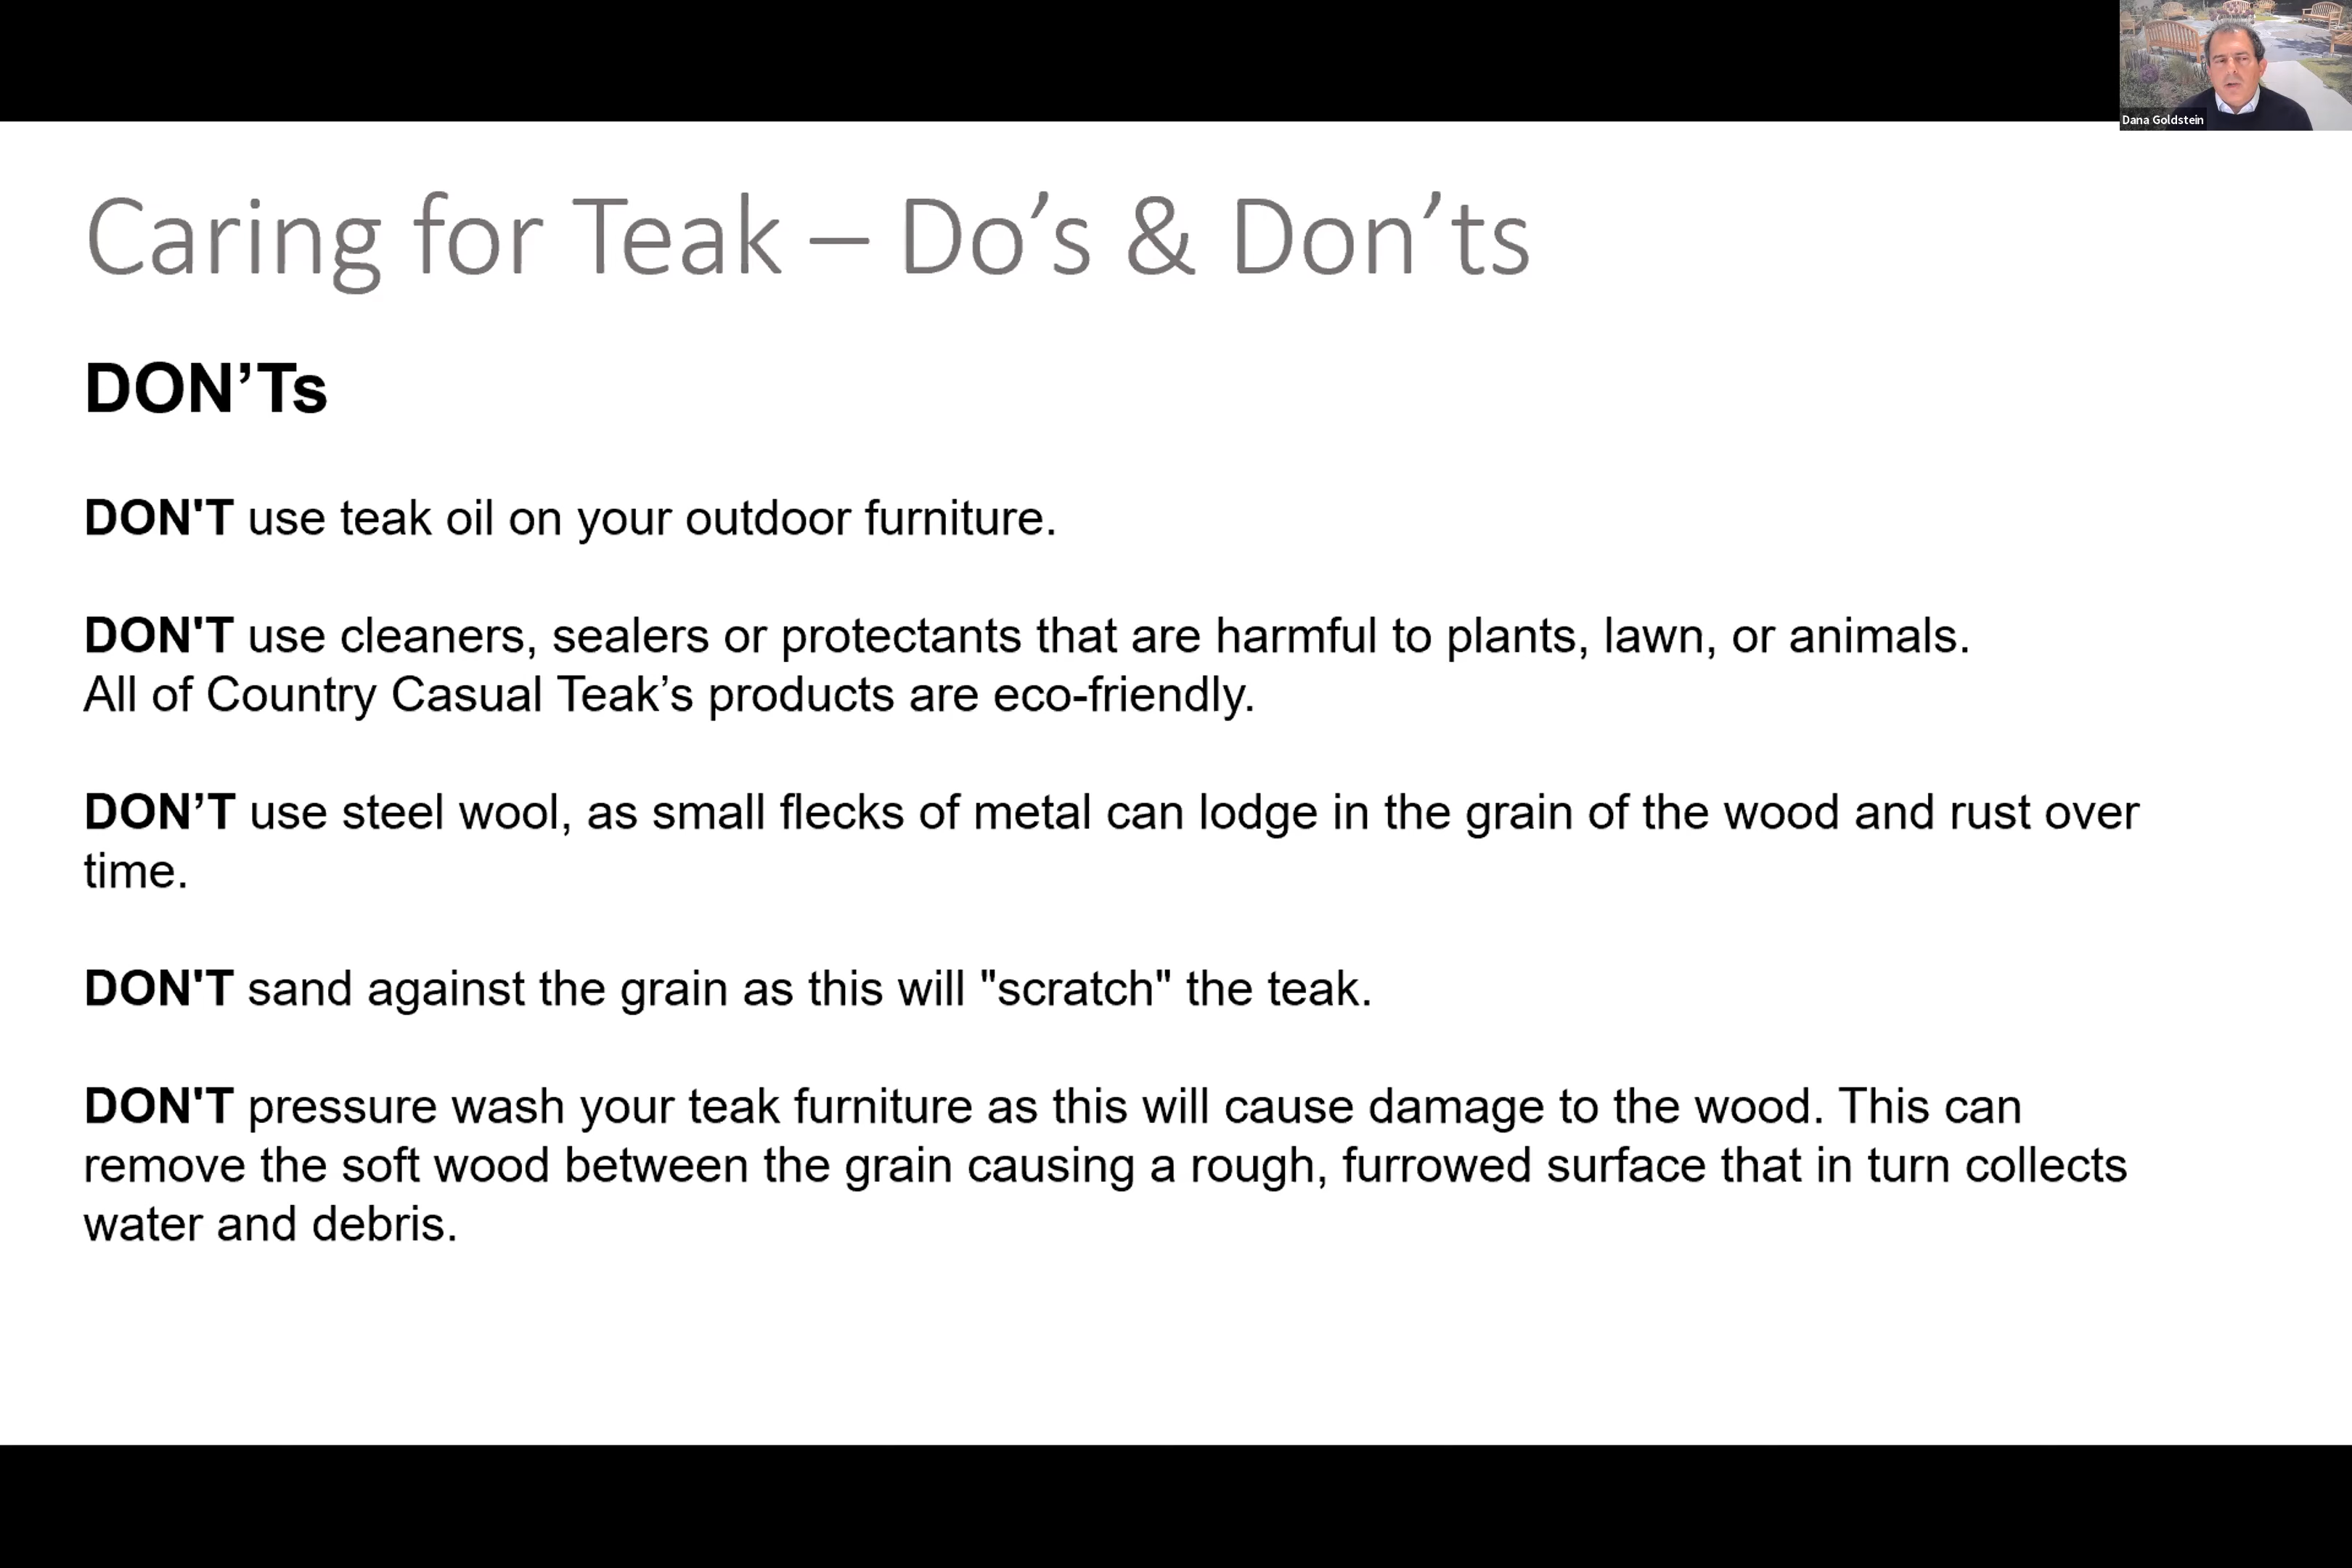 Dana Goldstein
Caring for Teak – Do’s & Don’ts
DON’Ts
DON'T use teak oil on your outdoor furniture.
DON'T use cleaners, sealers or protectants that are harmful to plants, lawn, or animals.
All of Country Casual Teak’s products are eco-friendly.
DON’T use steel wool, as small flecks of metal can lodge in the grain of the wood and rust over
time.
DON'T sand against the grain as this will "scratch" the teak.
DON'T pressure wash your teak furniture as this will cause damage to the wood. This can
remove the soft wood between the grain causing a rough, furrowed surface that in turn collects
water and debris.